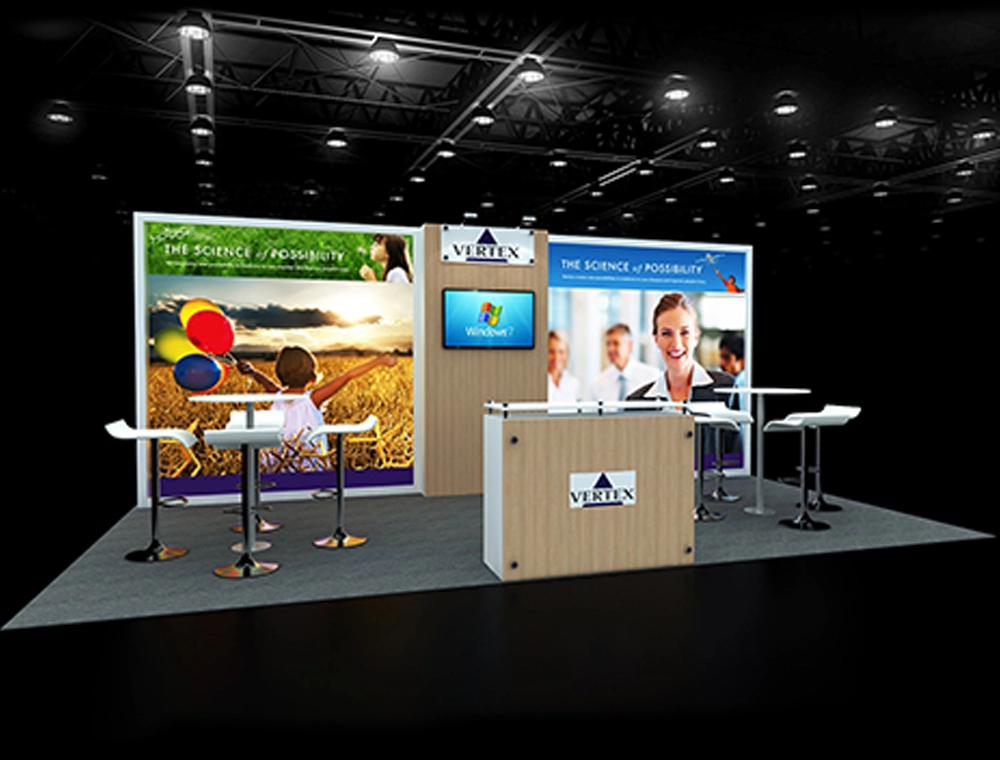 THE SCIENCE of POSSIBILITY
VERTEX
Windows 7
THE SCIENCE of POSSIBILITY
VERTEX